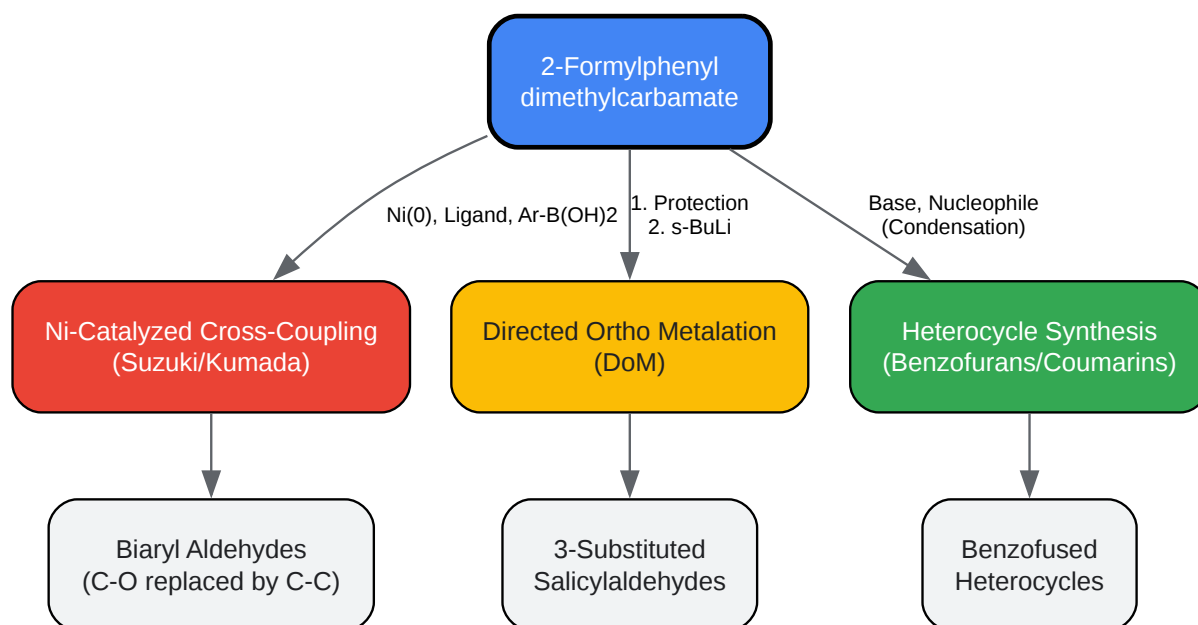 2-Formylphenyl
dimethylcarbamate
Ni(0), Ligand, Ar-B(OH)2
1. Protection
2. s-BuLi
Base, Nucleophile
(Condensation)
Ni-Catalyzed Cross-Coupling
(Suzuki/Kumada)
Directed Ortho Metalation
(DoM)
Heterocycle Synthesis
(Benzofurans/Coumarins)
Biaryl Aldehydes
(C-O replaced by C-C)
3-Substituted
Salicylaldehydes
Benzofused
Heterocycles